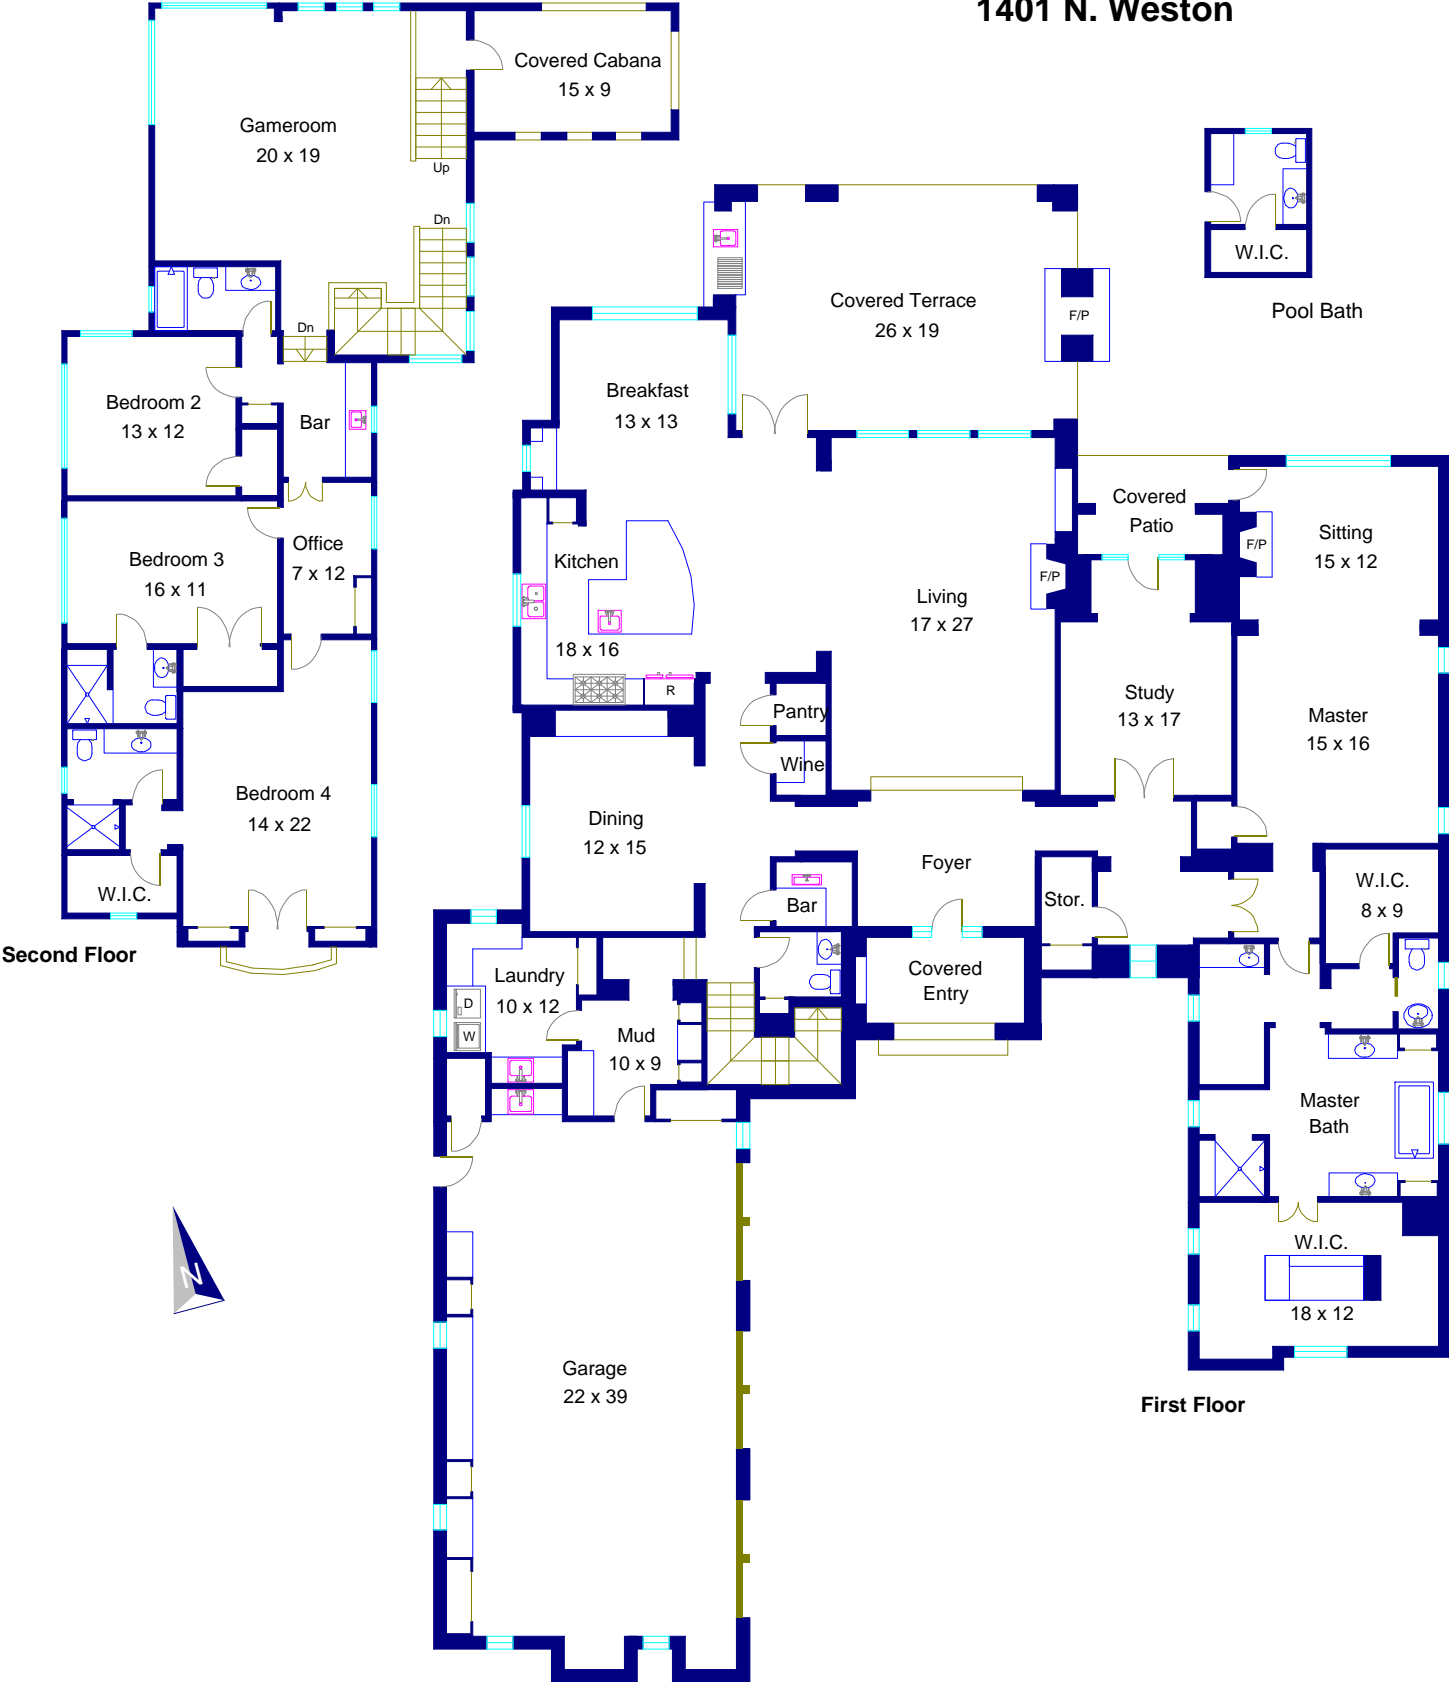 1401 N. Weston
Covered Cabana
15 x 9
Gameroom
20 x 19
Up
Dn
Dn
W.I.C.
Pool Bath
Covered Terrace
26 x 19
F/P
Bedroom 2
13 x 12
Bar
Breakfast
13 x 13
Covered
Patio
Sitting
15 x 12
F/P
Bedroom 3
16 x 11
Office
7 x 12
Kitchen
18 x 16
R
Living
17 x 27
F/P
Study
13 x 17
Master
15 x 16
Pantry
Wine
Bedroom 4
14 x 22
W.I.C.
Second Floor
Dining
12 x 15
Foyer
Bar
Stor.
W.I.C.
8 x 9
Covered
Entry
Laundry
10 x 12
D
W
Mud
10 x 9
Master
Bath
N
W.I.C.
18 x 12
First Floor
Garage
22 x 39